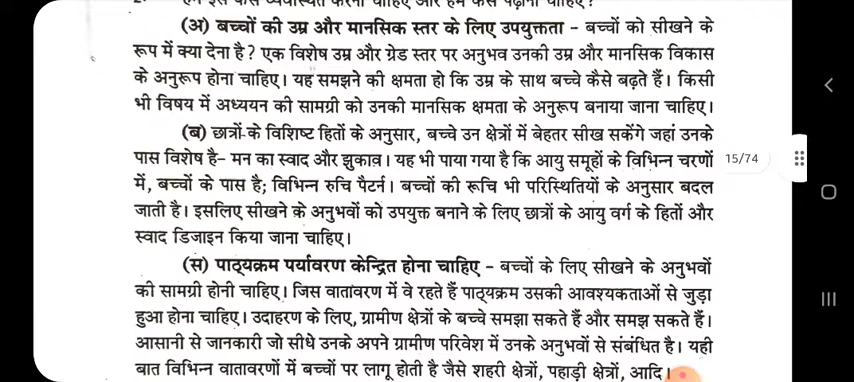 (अ) बच्चों की उम्र और मानसिक स्तर के लिए उपयुक्तता - बच्चों को सीखने के
रूप में क्या देना है? एक विशेष उम्र और ग्रेड स्तर पर अनुभव उनकी उम्र और मानसिक विकास
के अनुरूप होना चाहिए। यह समझने की क्षमता हो कि उम्र के साथ बच्चे कैसे बढ़ते हैं। किसी
भी विषय में अध्ययन की सामग्री को उनकी मानसिक क्षमता के अनुरूप बनाया जाना चाहिए।
(ब) छात्रों के विशिष्ट हितों के अनुसार, बच्चे उन क्षेत्रों में बेहतर सीख सकेंगे जहां उनके
पास विशेष है- मन का स्वाद और झुकाव। यह भी पाया गया है कि आयु समूहों के विभिन्न चरणों
में, बच्चों के पास है; विभिन्न रुचि पैटर्न। बच्चों की रूचि भी परिस्थितियों के अनुसार बदल
जाती है। इसलिए सीखने के अनुभवों को उपयुक्त बनाने के लिए छात्रों के आयु वर्ग के हितों और
स्वाद डिजाइन किया जाना चाहिए।
(स) पाठ्यक्रम पर्यावरण केन्द्रित होना चाहिए - बच्चों के लिए सीखने के अनुभवों
की सामग्री होनी चाहिए। जिस वातावरण में वे रहते हैं पाठ्यक्रम उसकी आवश्यकताओं से जुड़ा
हुआ होना चाहिए। उदाहरण के लिए, ग्रामीण क्षेत्रों के बच्चे समझा सकते हैं और समझ सकते हैं।
आसानी से जानकारी जो सीधे उनके अपने ग्रामीण परिवेश में उनके अनुभवों से संबंधित है। यही
बात विभिन्न वातावरणों में बच्चों पर लागू होती है जैसे शहरी क्षेत्रों, पहाड़ी क्षेत्रों, आदि।
15/74